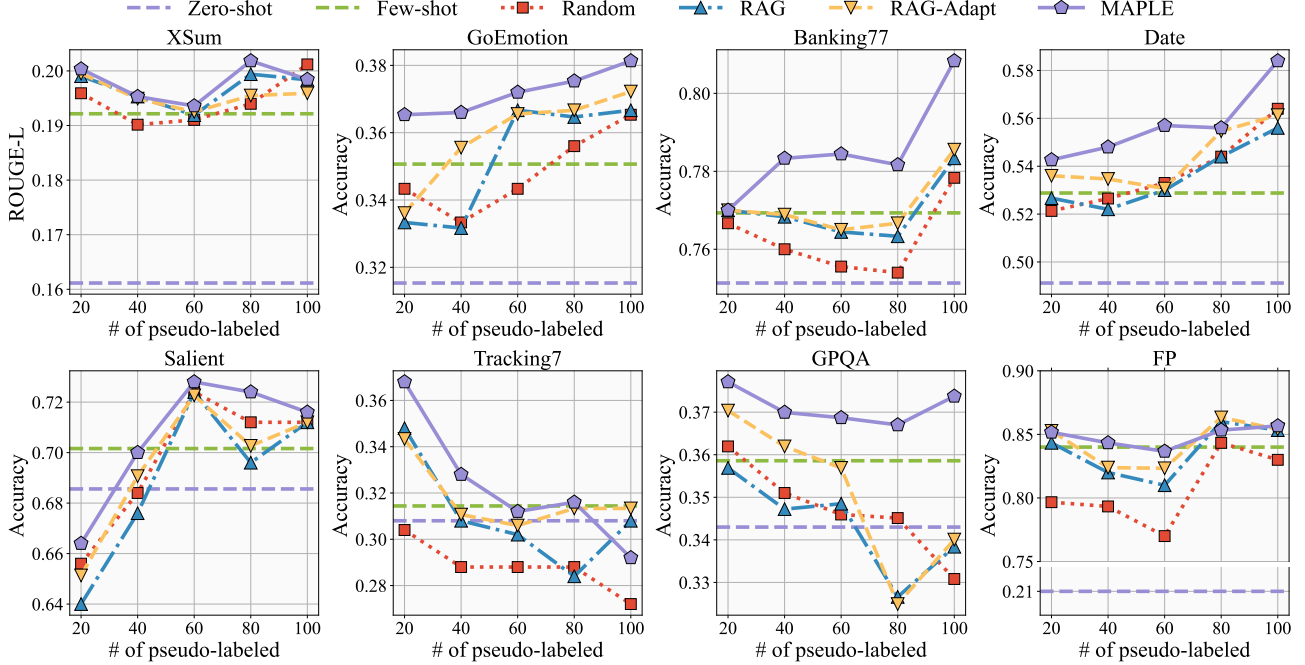 Zero-shot Few-shot Random RAG RAG-Adapt MAPLE
XSum
ROUGE-L
0.20
0.19
0.18
0.17
0.16
20 40 60 80 100
# of pseudo-labeled
GoEmotion
Accuracy
0.38
0.36
0.34
0.32
20 40 60 80 100
# of pseudo-labeled
Banking77
Accuracy
0.80
0.78
0.76
20 40 60 80 100
# of pseudo-labeled
Date
Accuracy
0.58
0.56
0.54
0.52
0.50
20 40 60 80 100
# of pseudo-labeled
Salient
Accuracy
0.72
0.70
0.68
0.66
0.64
20 40 60 80 100
# of pseudo-labeled
Tracking7
Accuracy
0.36
0.34
0.32
0.30
0.28
20 40 60 80 100
# of pseudo-labeled
GPQA
Accuracy
0.37
0.36
0.35
0.34
0.33
20 40 60 80 100
# of pseudo-labeled
FP
Accuracy
0.90
0.85
0.80
0.75
0.21
20 40 60 80 100
# of pseudo-labeled